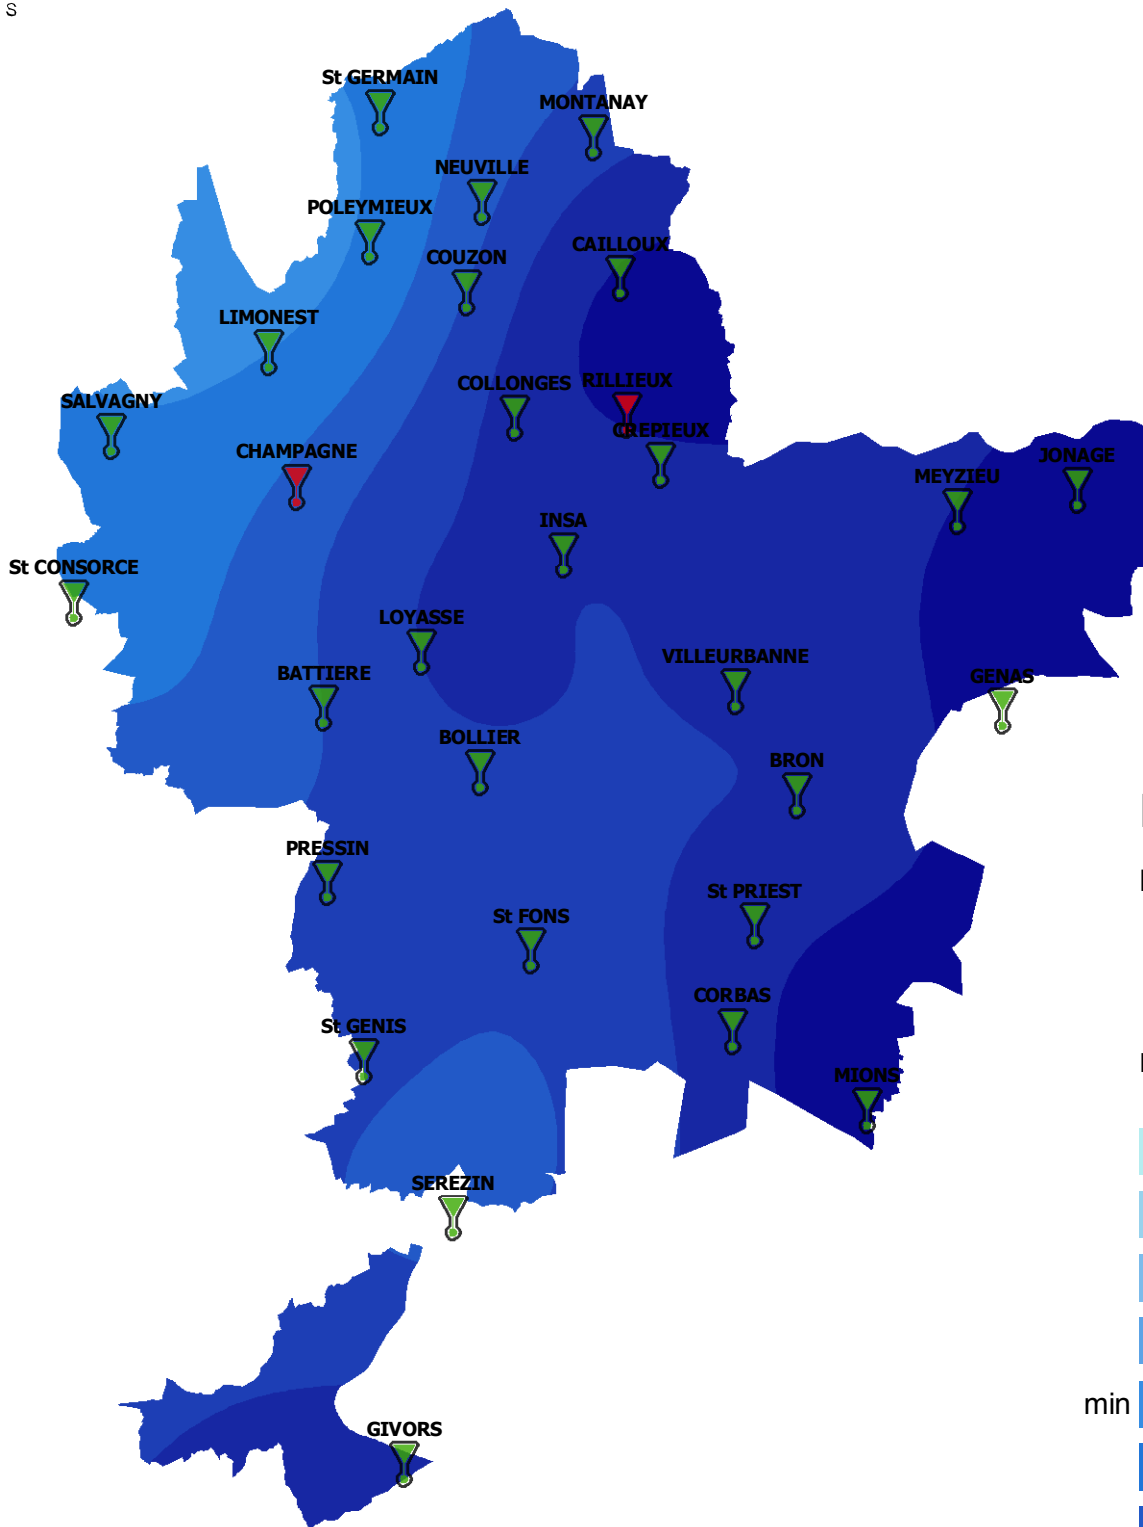 s
St GERMAIN
MONTANAY
NEUVILLE
POLEYMIEUX
CAILLOUX
COUZON
LIMONEST
COLLONGES
RILLIEUX
SALVAGNY
CREPIEUX
CHAMPAGNE
JONAGE
MEYZIEU
INSA
St CONSORCE
LOYASSE
VILLEURBANNE
BATTIERE
GENAS
BOLLIER
BRON
PRESSIN
St PRIEST
St FONS
CORBAS
St GENIS
MIONS
SEREZIN
min
GIVORS